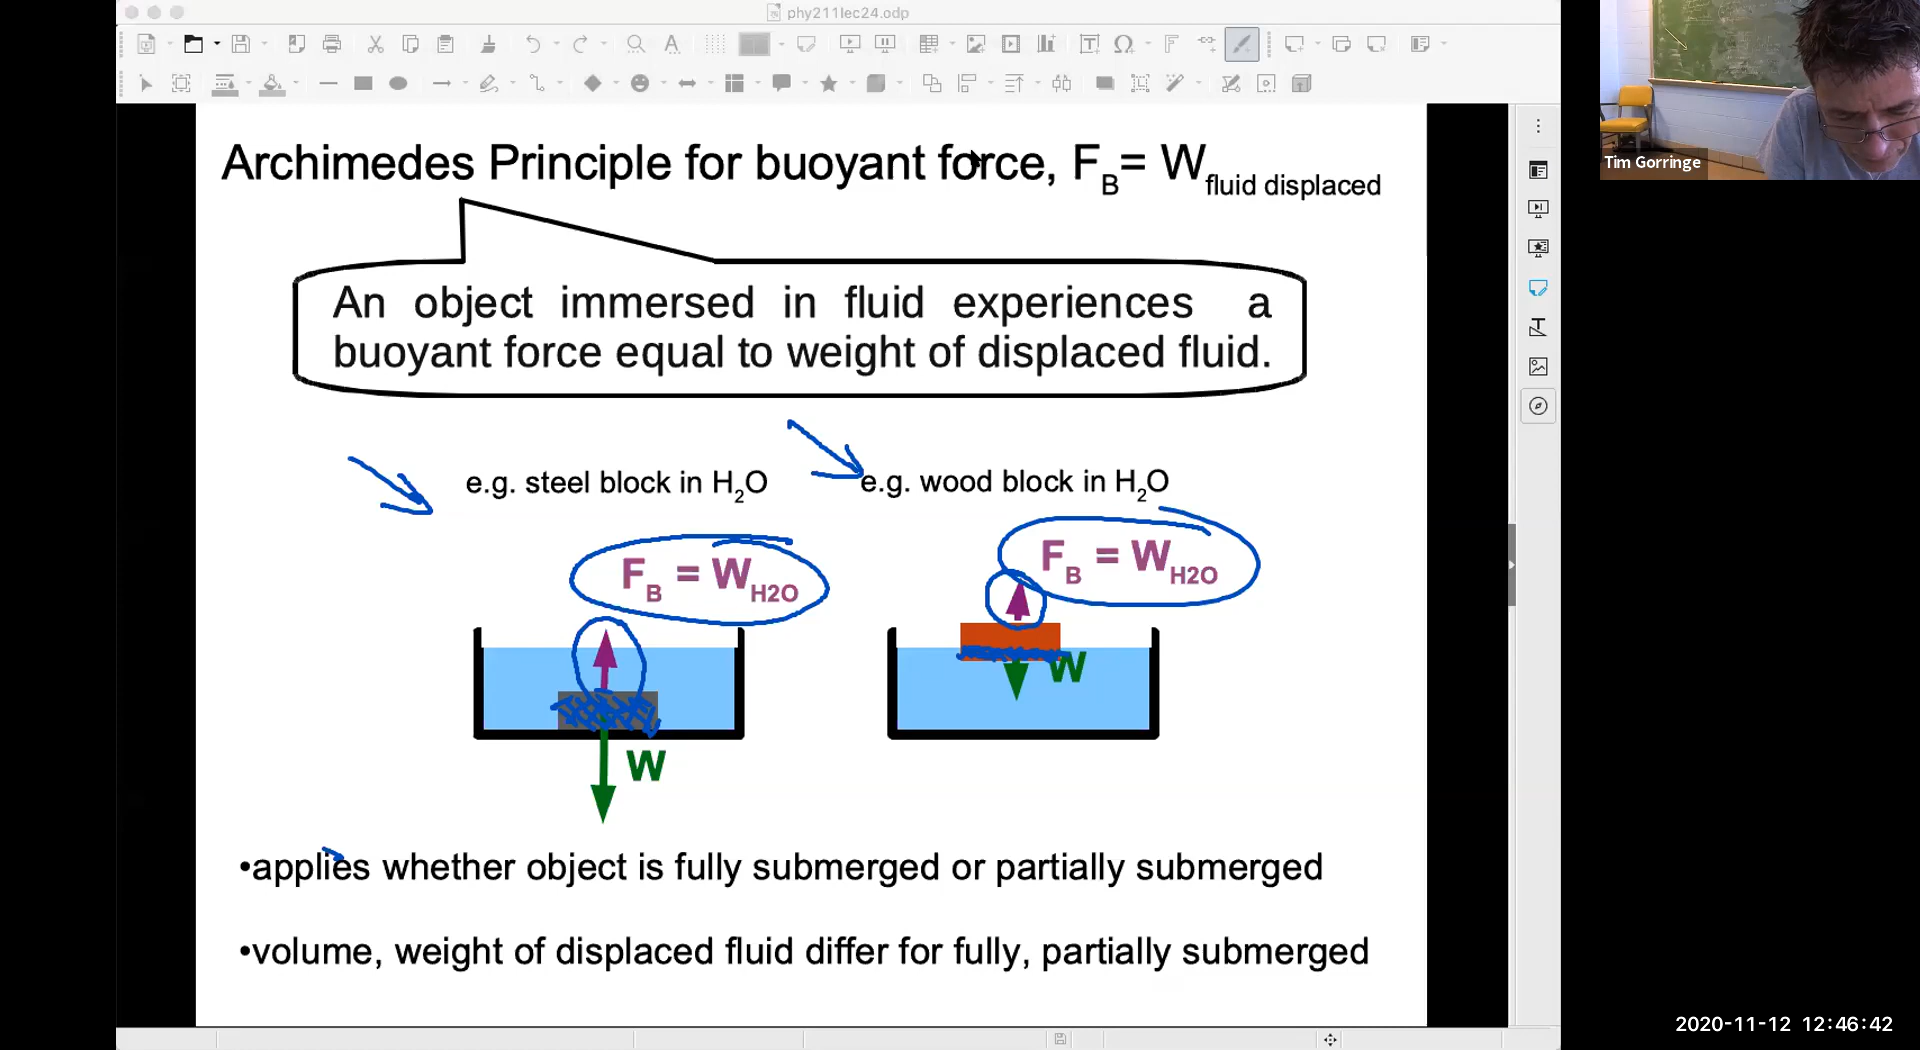 phy211lec24.odp
Archimedes Principle for buoyant force, F_B= W_fluid displaced
An object immersed in fluid experiences a
buoyant force equal to weight of displaced fluid.
e.g. steel block in H₂O
e.g. wood block in H₂O
F_B = W_H2O
F_B = W_H2O
W
W
•applies whether object is fully submerged or partially submerged
•volume, weight of displaced fluid differ for fully, partially submerged
Tim Gorringe
2020-11-12 12:46:42